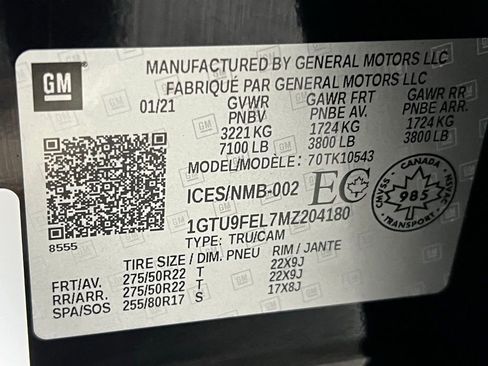 GM
MANUFACTURED BY GENERAL MOTORS LLC
FABRIQUÉ PAR GENERAL MOTORS LLC
01/21 GVWR GAWR FRT GAWR RR
PNBV PNBE AV. PNBE ARR.
3221 KG 1724 KG 1724 KG
7100 LB 3800 LB 3800 LB
MODEL/MODÈLE: 70TK10543
ICES/NMB-002 EC
CANADA
985
TRANSPORT
NSVAC
8555
1GTU9FEL7MZ204180
TYPE: TRU/CAM
TIRE SIZE / DIM. PNEU RIM / JANTE
FRT/AV. 275/50R22 T 22X9J
RR/ARR. 275/50R22 T 22X9J
SPA/SOS 255/80R17 S 17X8J